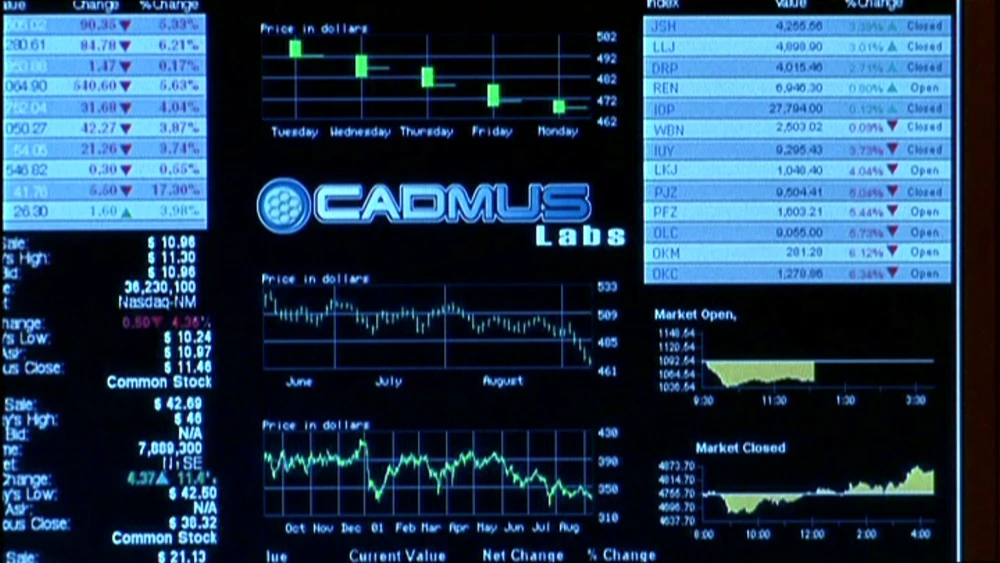 Change %Change
90.35 ▼ 5.33%
280.61 84.78 ▼ 6.21%
1.47 ▼ 0.17%
064.90 540.60 ▼ 5.63%
31.68 ▼ 4.04%
050.27 42.27 ▼ 3.87%
54.05 21.26 ▼ 3.74%
546.82 0.30 ▼ 0.55%
41.76 5.50 ▼ 17.30%
26.30 1.60 ▲ 3.98%
Sale: $ 10.96
's High: $ 11.30
Bid: $ 10.96
e: 36,230,100
t Nasdaq-NM
hange: 0.50 ▼ 4.36%
's Low: $ 10.24
Ask: $ 10.97
us Close: $ 11.46
Common Stock
Sale: $ 42.69
y's High: $ 46
Bid: N/A
me: 7,889,300
et:
Change: 4.37 ▲ 11.4%
y's Low: $ 42.50
Ask: N/A
ous Close: $ 38.32
Common Stock
Sale: $ 21.13
Price in dollars
502
492
482
472
462
Tuesday Wednesday Thursday Friday Monday
CADMUS
Labs
Price in dollars
533
509
485
461
June July August
Price in dollars
430
390
350
310
Oct Nov Dec 01 Feb Mar Apr May Jun Jul Aug
lue Current Value Net Change % Change
Index Value %Change
JSH 4,255.56 3.39% ▲ Closed
LLJ 4,898.90 3.01% ▲ Closed
DRP 4,015.46 2.71% ▲ Closed
REN 6,946.30 0.80% ▲ Open
IOP 27,794.00 0.12% ▲ Closed
WBN 2,503.02 0.09% ▼ Closed
IUY 9,295.43 3.73% ▼ Closed
LKJ 1,048.40 4.04% ▼ Open
PJZ 9,504.41 5.04% ▼ Closed
PFZ 1,603.21 5.44% ▼ Open
OLC 9,055.00 5.73% ▼ Open
OKM 281.28 6.12% ▼ Open
OKC 1,278.86 6.34% ▼ Open
Market Open,
1148.54
1120.54
1092.54
1064.54
1036.54
9:30 11:30 1:30 3:30
Market Closed
4873.70
4814.70
4755.70
4696.70
4637.70
8:00 10:00 12:00 2:00 4:00